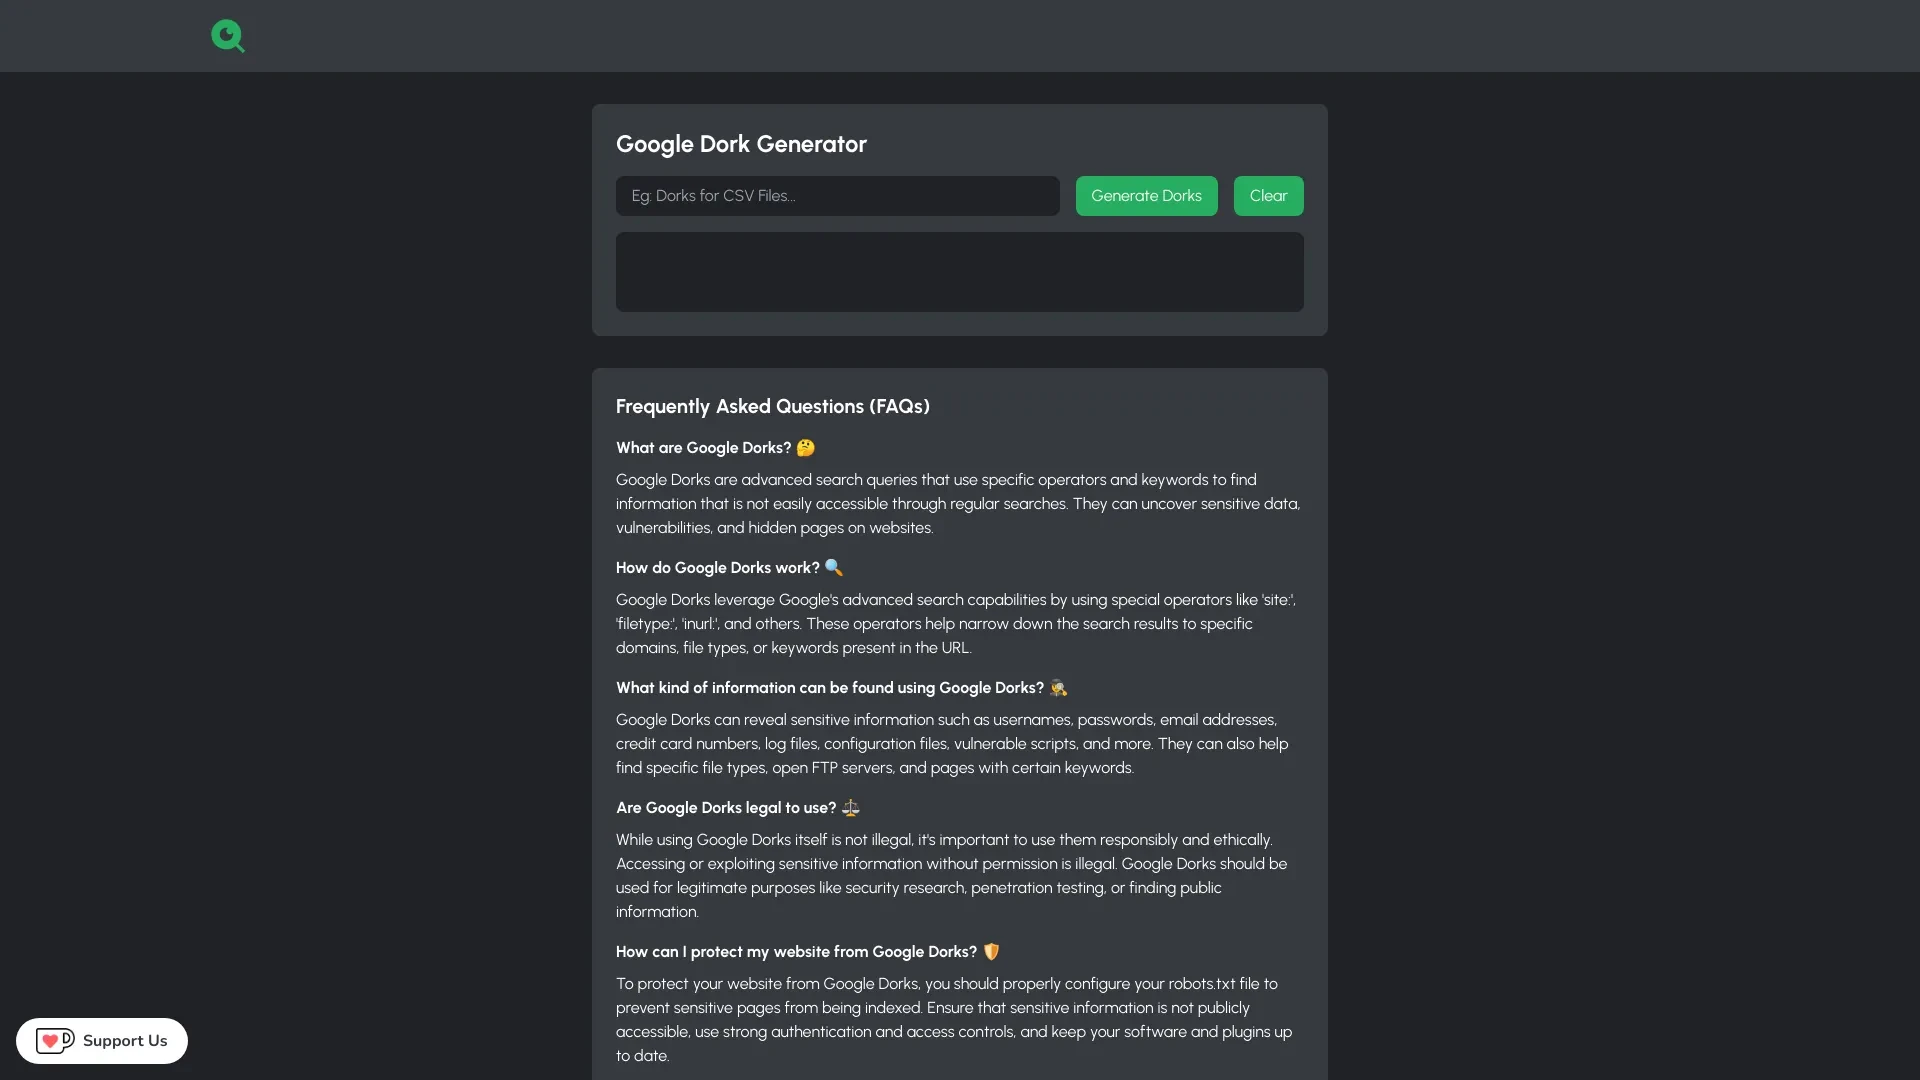 Google Dork Generator
Eg: Dorks for CSV Files...
Generate Dorks
Clear
Frequently Asked Questions (FAQs)
What are Google Dorks? 🤔
Google Dorks are advanced search queries that use specific operators and keywords to find
information that is not easily accessible through regular searches. They can uncover sensitive data,
vulnerabilities, and hidden pages on websites.
How do Google Dorks work? 🔍
Google Dorks leverage Google's advanced search capabilities by using special operators like 'site:',
'filetype:', 'inurl:', and others. These operators help narrow down the search results to specific
domains, file types, or keywords present in the URL.
What kind of information can be found using Google Dorks? 🕵️
Google Dorks can reveal sensitive information such as usernames, passwords, email addresses,
credit card numbers, log files, configuration files, vulnerable scripts, and more. They can also help
find specific file types, open FTP servers, and pages with certain keywords.
Are Google Dorks legal to use? ⚖️
While using Google Dorks itself is not illegal, it's important to use them responsibly and ethically.
Accessing or exploiting sensitive information without permission is illegal. Google Dorks should be
used for legitimate purposes like security research, penetration testing, or finding public
information.
How can I protect my website from Google Dorks? 🛡️
To protect your website from Google Dorks, you should properly configure your robots.txt file to
prevent sensitive pages from being indexed. Ensure that sensitive information is not publicly
accessible, use strong authentication and access controls, and keep your software and plugins up
to date.
Support Us